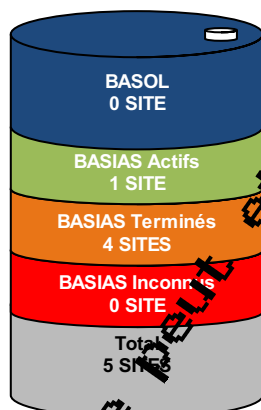 BASOL
0 SITE
BASIAS Actifs
1 SITE
BASIAS Terminés
4 SITES
BASIAS Inconnus
0 SITE
Total
5 SITES
peut